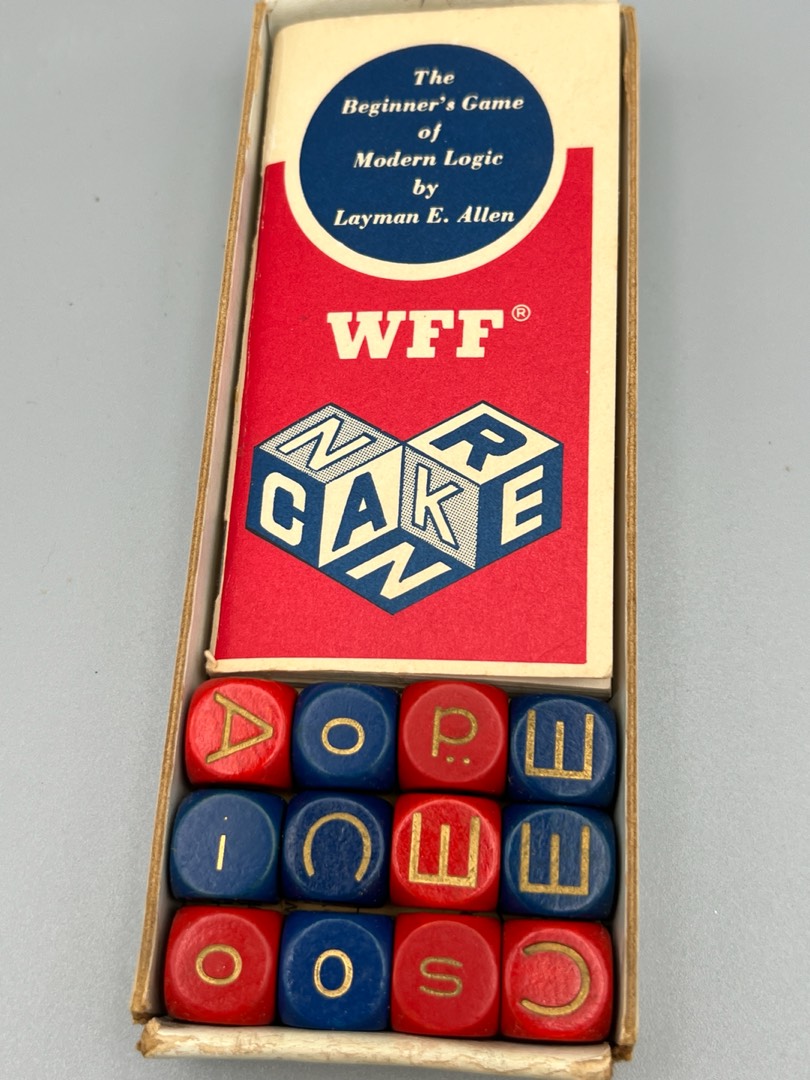 The
Beginner's Game
of
Modern Logic
by
Layman E. Allen
WFF®
N R
C A K E
N
A o p E
i C E E
o o s C